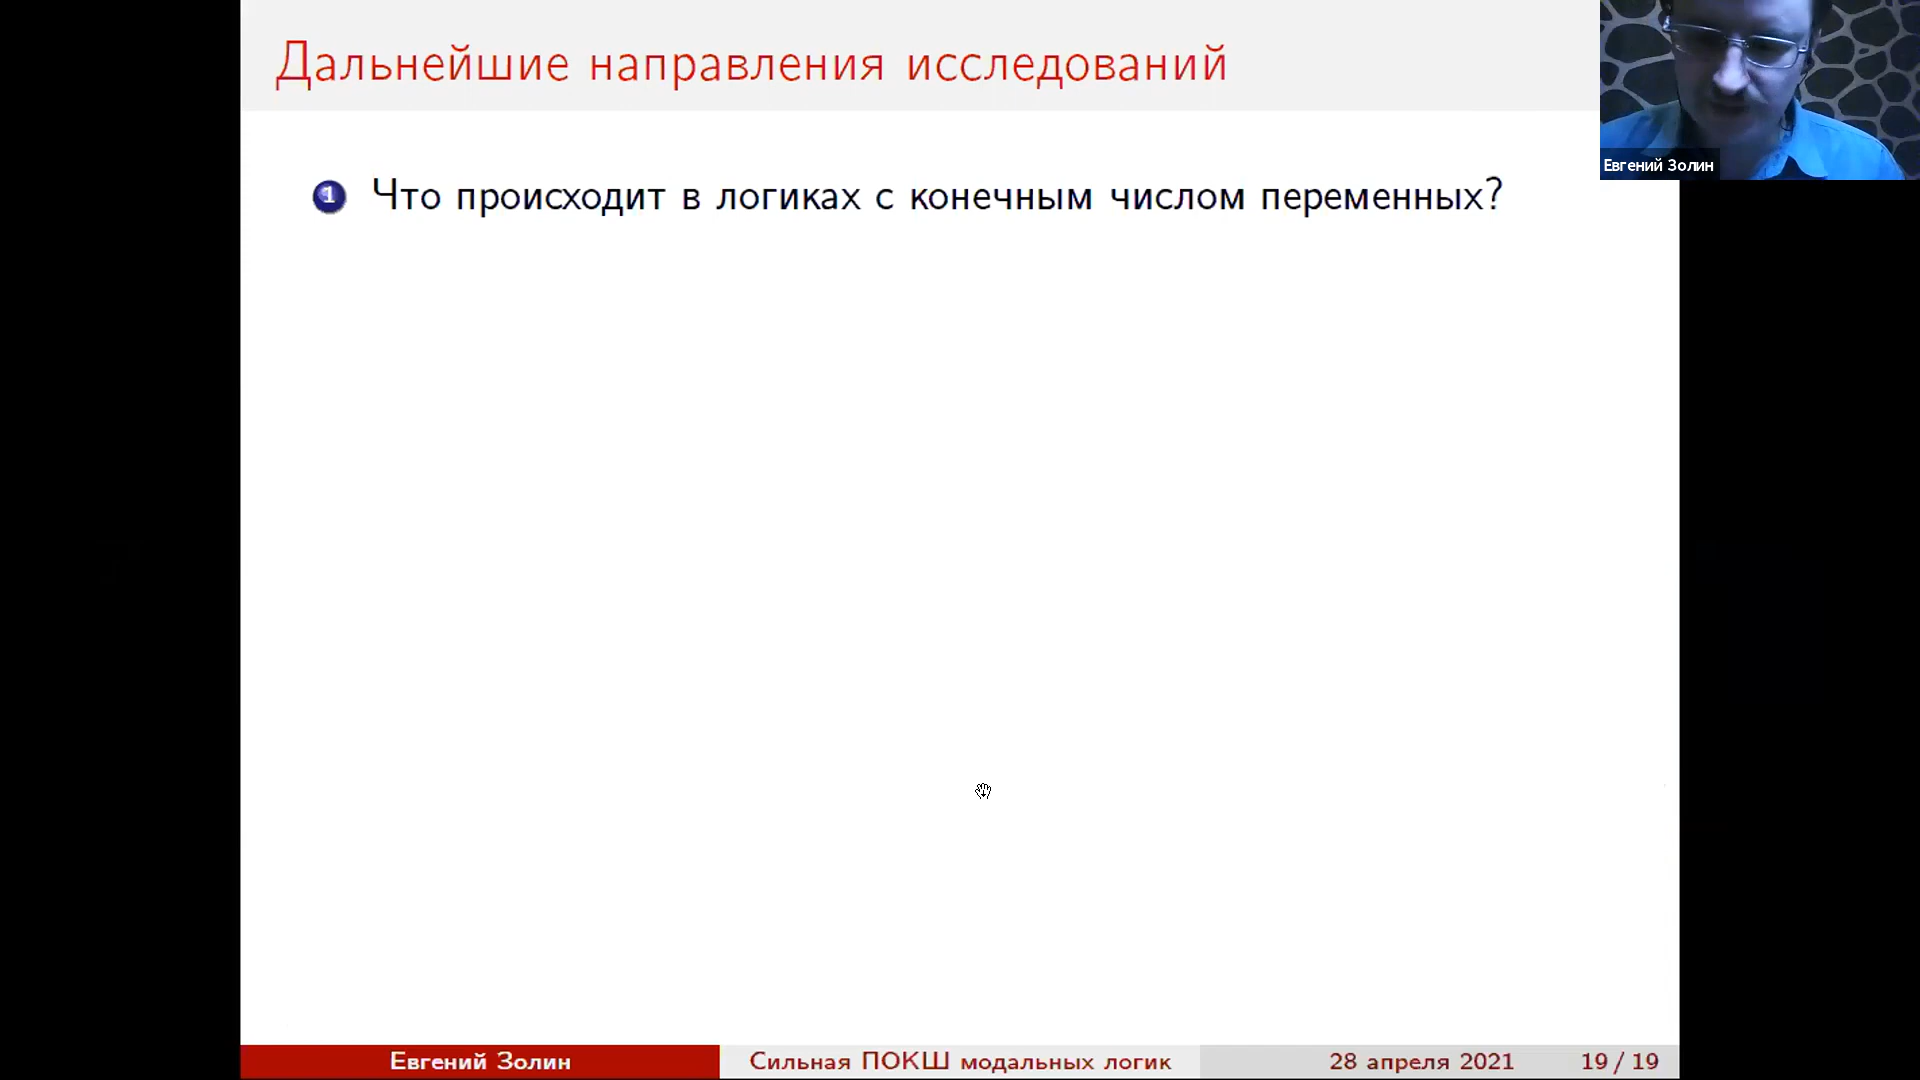 Дальнейшие направления исследований
1 Что происходит в логиках с конечным числом переменных?
Евгений Золин
Евгений Золин Сильная ПОКШ модальных логик 28 апреля 2021 19 / 19